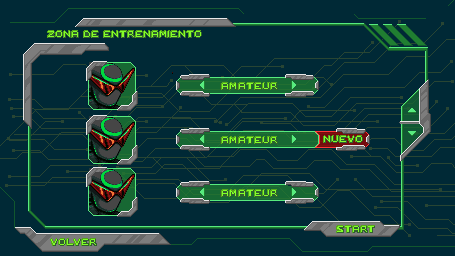 ZONA DE ENTRENAMIENTO
AMATEUR
AMATEUR NUEVO
AMATEUR
START
VOLVER